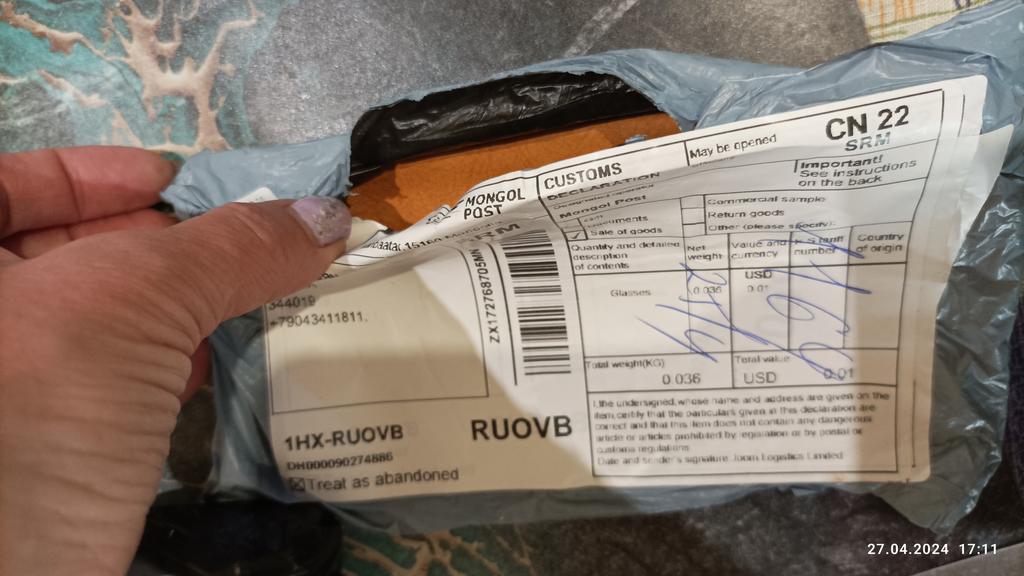 MONGOL
POST
CUSTOMS
DECLARATION
May be opened
CN 22
SRM
Important!
See instructions
on the back
Mongol Post
Sale of goods
Commercial sample
Return goods
Other (please specify):
Quantity and detailed
description
of contents
Net
weight
Value and
currency
number
Country
of origin
USD
Glasses
0.036
0.01
Total weight(KG)
0.036
Total value
USD
0.01
344019
+79043411811,
ZX172768705MN
1HX-RUOVB
RUOVB
DH000090274886
Treat as abandoned
I,the undersigned,whose name and address are given on the
item,certify that the particulars given in this declaration are
correct and that this item does not contain any dangerous
article or articles prohibited by legislation or by postal or
customs regulations
Date and sender's signature Joom Logistics Limited
27.04.2024 17:11